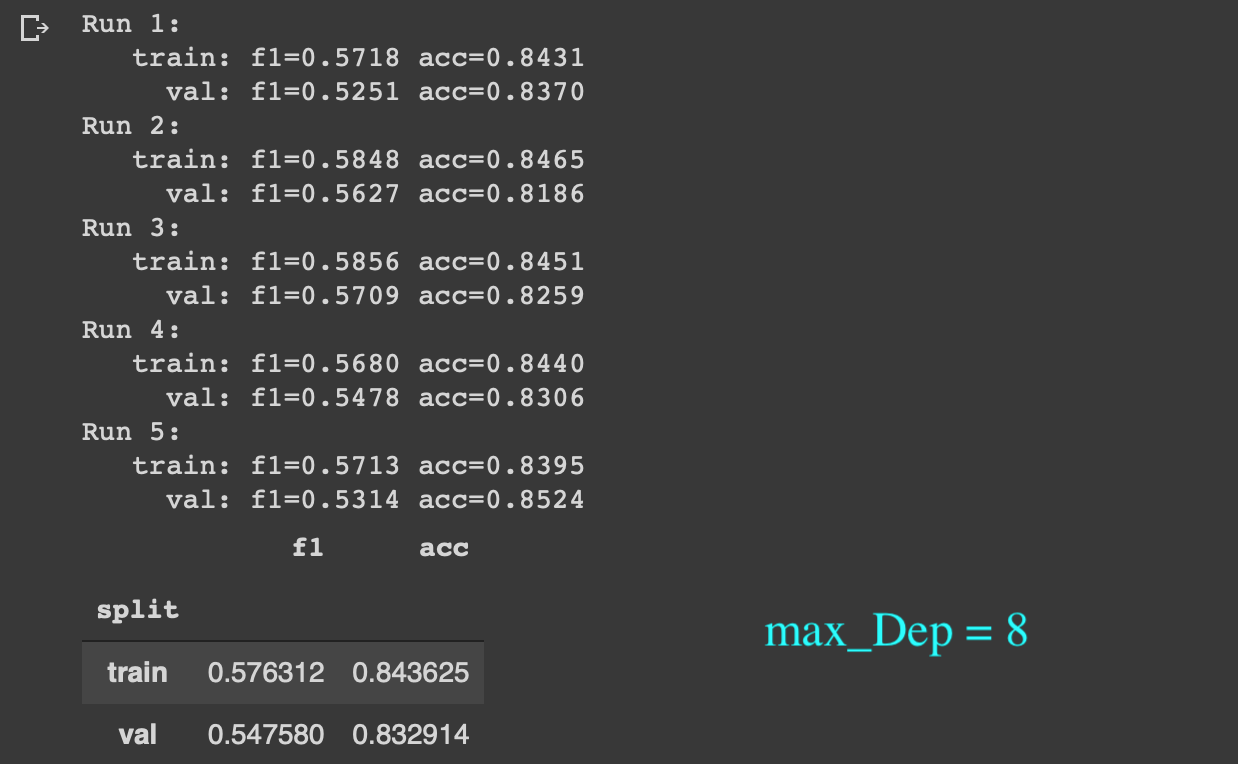 Run 1:
train: f1=0.5718 acc=0.8431
val: f1=0.5251 acc=0.8370
Run 2:
train: f1=0.5848 acc=0.8465
val: f1=0.5627 acc=0.8186
Run 3:
train: f1=0.5856 acc=0.8451
val: f1=0.5709 acc=0.8259
Run 4:
train: f1=0.5680 acc=0.8440
val: f1=0.5478 acc=0.8306
Run 5:
train: f1=0.5713 acc=0.8395
val: f1=0.5314 acc=0.8524
f1 acc
split
max_Dep = 8
train 0.576312 0.843625
val 0.547580 0.832914